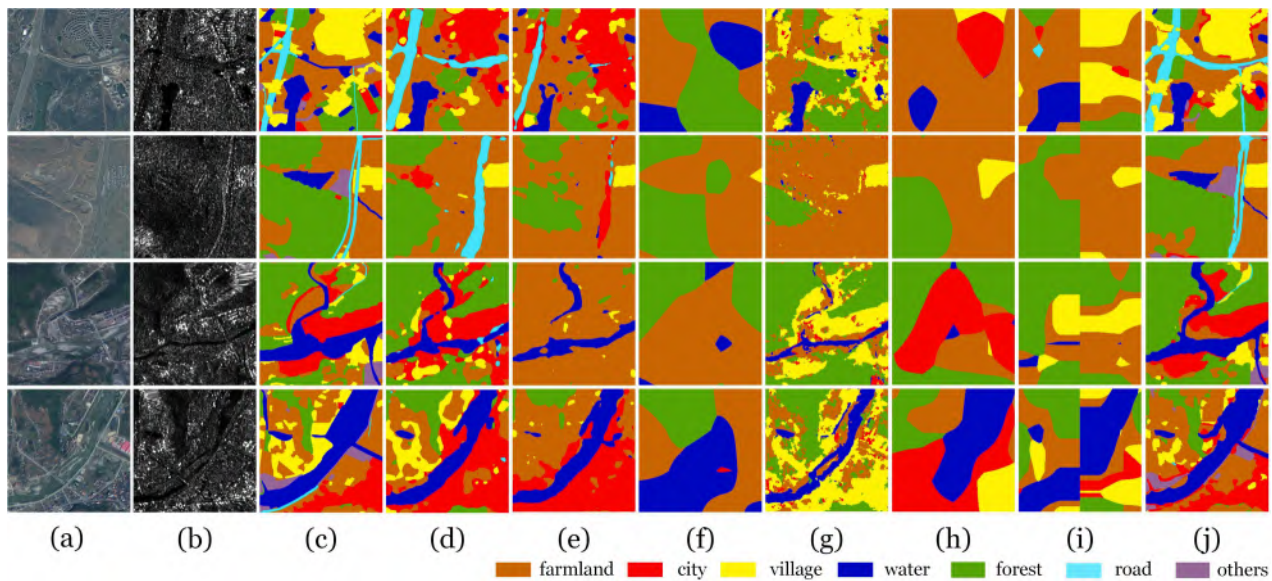 (a) (b) (c) (d) (e) (f) (g) (h) (i) (j)
farmland city village water forest road others